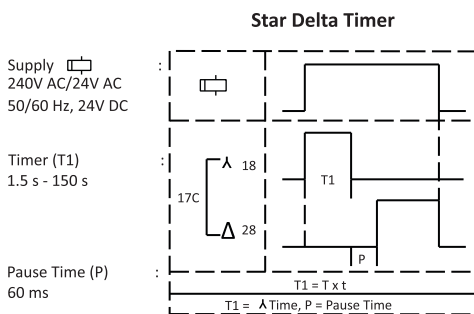 Star Delta Timer
Supply :
240V AC/24V AC
50/60 Hz, 24V DC
Timer (T1) :
1.5 s - 150 s
18
17C
28
T1
P
Pause Time (P) :
60 ms
T1 = T x t
T1 = ⅄ Time, P = Pause Time